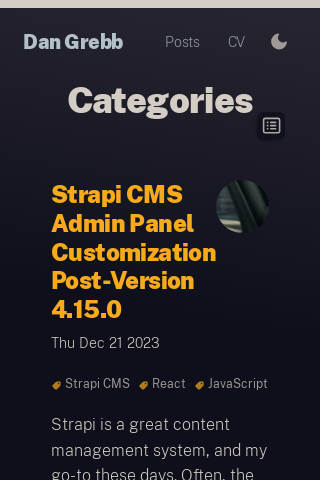 Dan Grebb
Posts
CV
Categories
Strapi CMS
Admin Panel
Customization
Post-Version
4.15.0
Thu Dec 21 2023
Strapi CMS
React
JavaScript
Strapi is a great content
management system, and my
go-to these days. Often, the